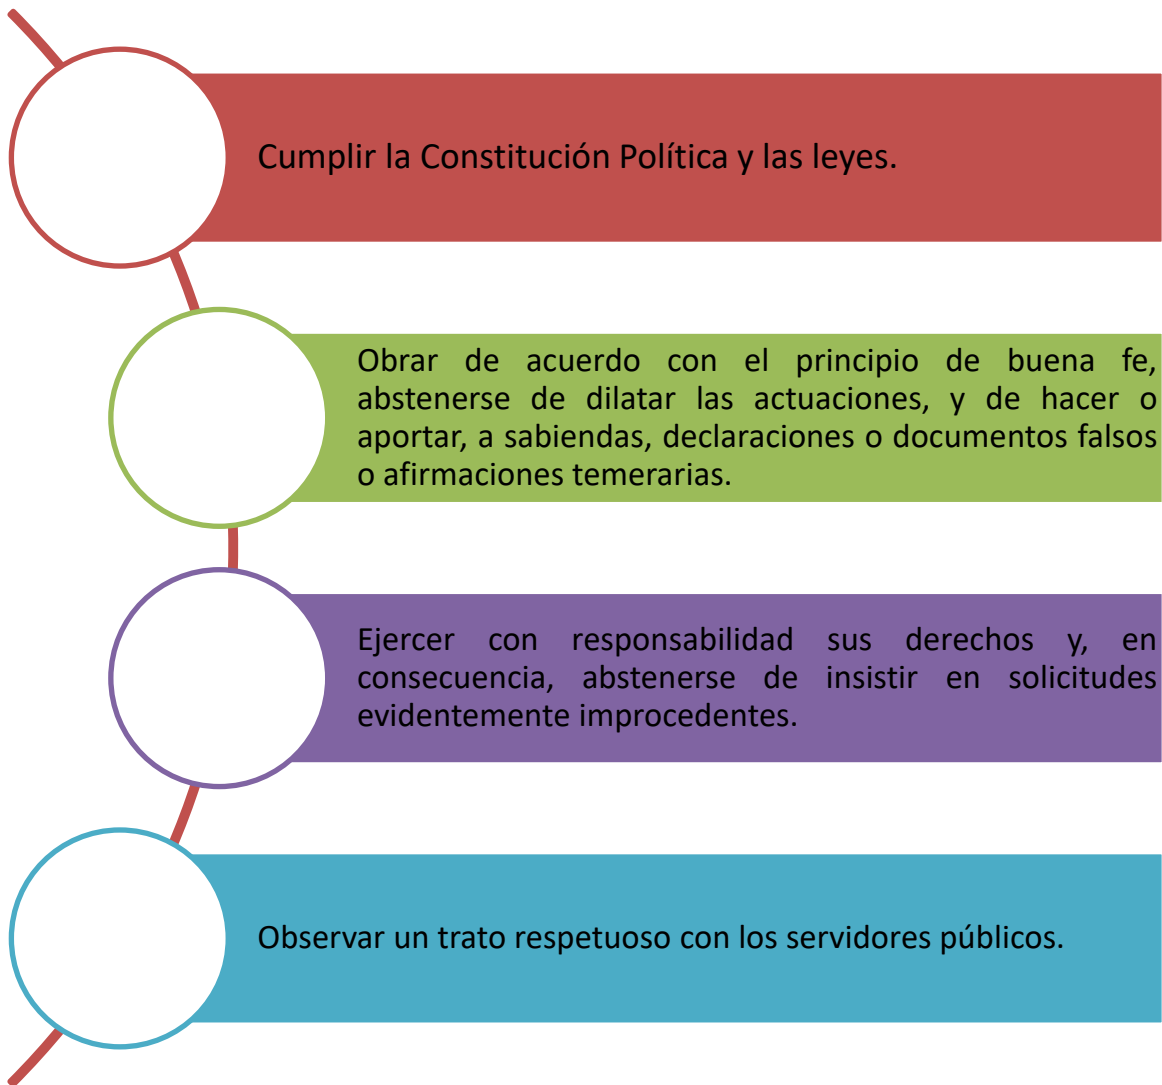 Cumplir la Constitución Política y las leyes.
Obrar de acuerdo con el principio de buena fe,
abstenerse de dilatar las actuaciones, y de hacer o
aportar, a sabiendas, declaraciones o documentos falsos
o afirmaciones temerarias.
Ejercer con responsabilidad sus derechos y, en
consecuencia, abstenerse de insistir en solicitudes
evidentemente improcedentes.
Observar un trato respetuoso con los servidores públicos.